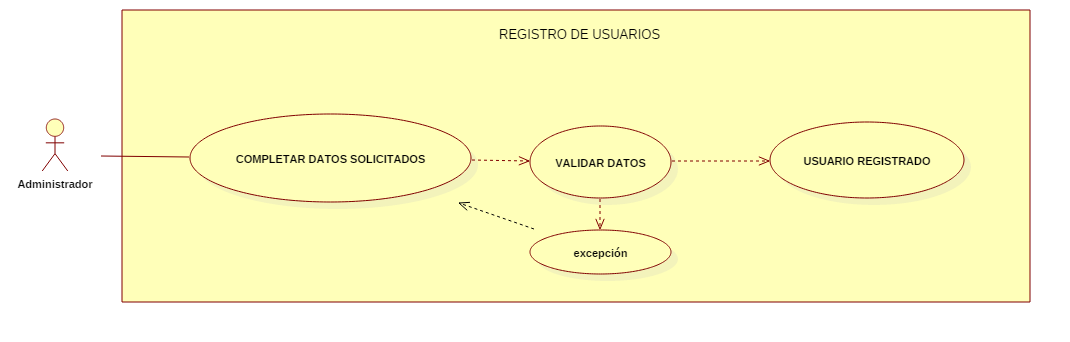 REGISTRO DE USUARIOS
COMPLETAR DATOS SOLICITADOS
VALIDAR DATOS
USUARIO REGISTRADO
Administrador
excepción